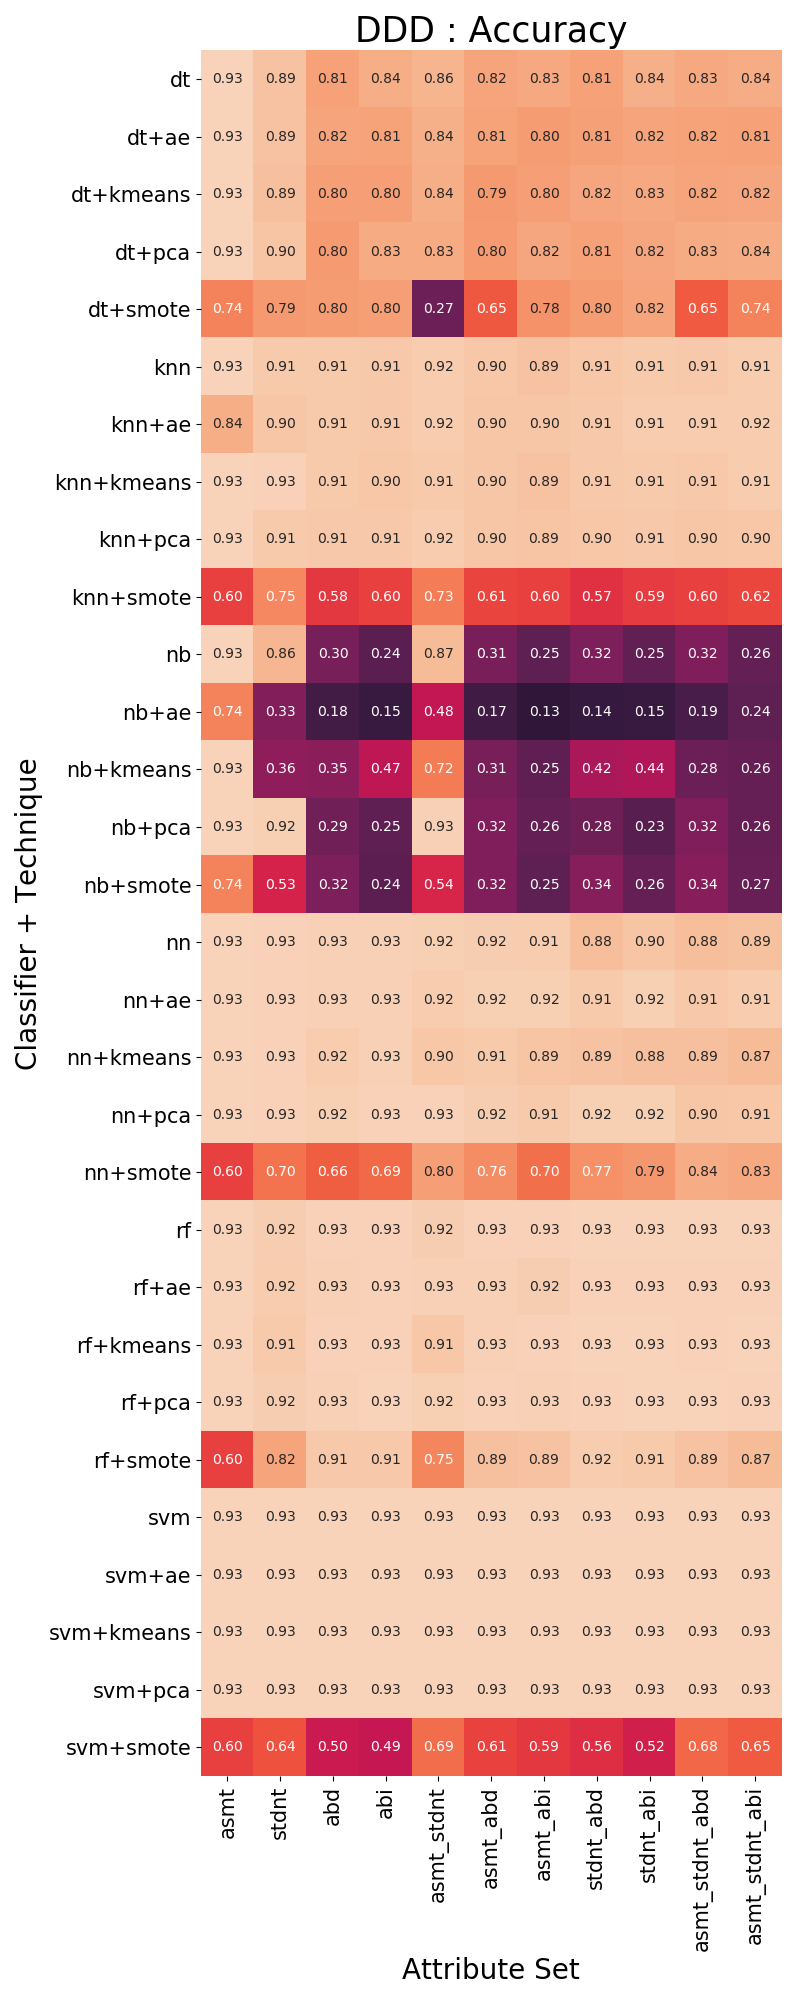 DDD : Accuracy
dt 0.93 0.89 0.81 0.84 0.86 0.82 0.83 0.81 0.84 0.83 0.84
dt+ae 0.93 0.89 0.82 0.81 0.84 0.81 0.80 0.81 0.82 0.82 0.81
dt+kmeans 0.93 0.89 0.80 0.80 0.84 0.79 0.80 0.82 0.83 0.82 0.82
dt+pca 0.93 0.90 0.80 0.83 0.83 0.80 0.82 0.81 0.82 0.83 0.84
dt+smote 0.74 0.79 0.80 0.80 0.27 0.65 0.78 0.80 0.82 0.65 0.74
knn 0.93 0.91 0.91 0.91 0.92 0.90 0.89 0.91 0.91 0.91 0.91
knn+ae 0.84 0.90 0.91 0.91 0.92 0.90 0.90 0.91 0.91 0.91 0.92
knn+kmeans 0.93 0.93 0.91 0.90 0.91 0.90 0.89 0.91 0.91 0.91 0.91
knn+pca 0.93 0.91 0.91 0.91 0.92 0.90 0.89 0.90 0.91 0.90 0.90
knn+smote 0.60 0.75 0.58 0.60 0.73 0.61 0.60 0.57 0.59 0.60 0.62
nb 0.93 0.86 0.30 0.24 0.87 0.31 0.25 0.32 0.25 0.32 0.26
nb+ae 0.74 0.33 0.18 0.15 0.48 0.17 0.13 0.14 0.15 0.19 0.24
nb+kmeans 0.93 0.36 0.35 0.47 0.72 0.31 0.25 0.42 0.44 0.28 0.26
nb+pca 0.93 0.92 0.29 0.25 0.93 0.32 0.26 0.28 0.23 0.32 0.26
nb+smote 0.74 0.53 0.32 0.24 0.54 0.32 0.25 0.34 0.26 0.34 0.27
nn 0.93 0.93 0.93 0.93 0.92 0.92 0.91 0.88 0.90 0.88 0.89
nn+ae 0.93 0.93 0.93 0.93 0.92 0.92 0.92 0.91 0.92 0.91 0.91
nn+kmeans 0.93 0.93 0.92 0.93 0.90 0.91 0.89 0.89 0.88 0.89 0.87
nn+pca 0.93 0.93 0.92 0.93 0.93 0.92 0.91 0.92 0.92 0.90 0.91
nn+smote 0.60 0.70 0.66 0.69 0.80 0.76 0.70 0.77 0.79 0.84 0.83
rf 0.93 0.92 0.93 0.93 0.92 0.93 0.93 0.93 0.93 0.93 0.93
rf+ae 0.93 0.92 0.93 0.93 0.93 0.93 0.92 0.93 0.93 0.93 0.93
rf+kmeans 0.93 0.91 0.93 0.93 0.91 0.93 0.93 0.93 0.93 0.93 0.93
rf+pca 0.93 0.92 0.93 0.93 0.92 0.93 0.93 0.93 0.93 0.93 0.93
rf+smote 0.60 0.82 0.91 0.91 0.75 0.89 0.89 0.92 0.91 0.89 0.87
svm 0.93 0.93 0.93 0.93 0.93 0.93 0.93 0.93 0.93 0.93 0.93
svm+ae 0.93 0.93 0.93 0.93 0.93 0.93 0.93 0.93 0.93 0.93 0.93
svm+kmeans 0.93 0.93 0.93 0.93 0.93 0.93 0.93 0.93 0.93 0.93 0.93
svm+pca 0.93 0.93 0.93 0.93 0.93 0.93 0.93 0.93 0.93 0.93 0.93
svm+smote 0.60 0.64 0.50 0.49 0.69 0.61 0.59 0.56 0.52 0.68 0.65
Classifier + Technique
asmt
stdnt
abd
abi
asmt_stdnt
asmt_abd
asmt_abi
stdnt_abd
stdnt_abi
asmt_stdnt_abd
asmt_stdnt_abi
Attribute Set